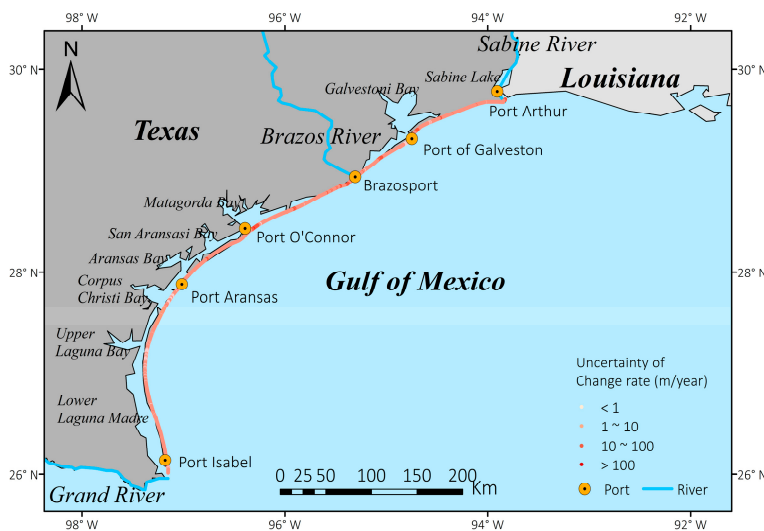 98° W 96° W 94° W 92° W
N
Sabine River
30° N 30° N
Sabine Lake
Louisiana
Galvestoni Bay
Port Arthur
Texas
Brazos River
Port of Galveston
Brazosport
Matagorda Bay
San Aransasi Bay
Port O'Connor
Aransas Bay
28° N 28° N
Corpus
Christi Bay
Gulf of Mexico
Port Aransas
Upper
Laguna Bay
Uncertainty of
Change rate (m/year)
< 1
1 ~ 10
10 ~ 100
> 100
Lower
Laguna Madre
Port Isabel
26° N 26° N
0 25 50 100 150 200
Km
Port River
Grand River
98° W 96° W 94° W 92° W